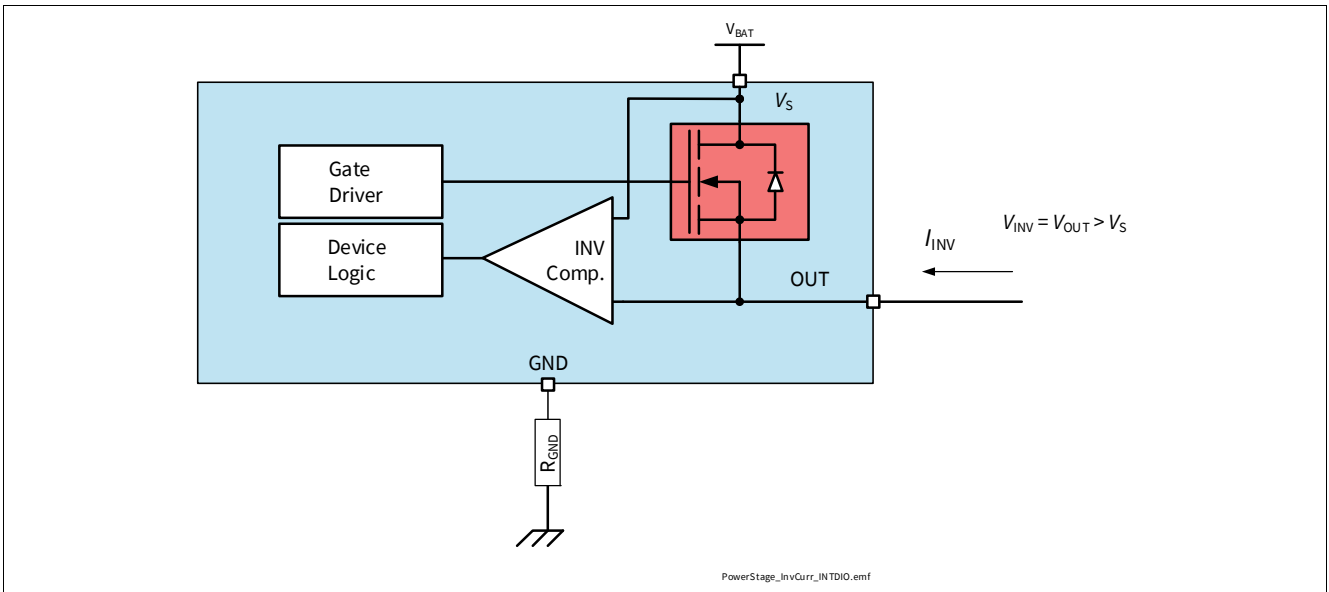 VBAT
VS
Gate
Driver
Device
Logic
INV
Comp.
OUT
IINV
VINV = VOUT > VS
GND
RGND
PowerStage_InvCurr_INTDIO.emf